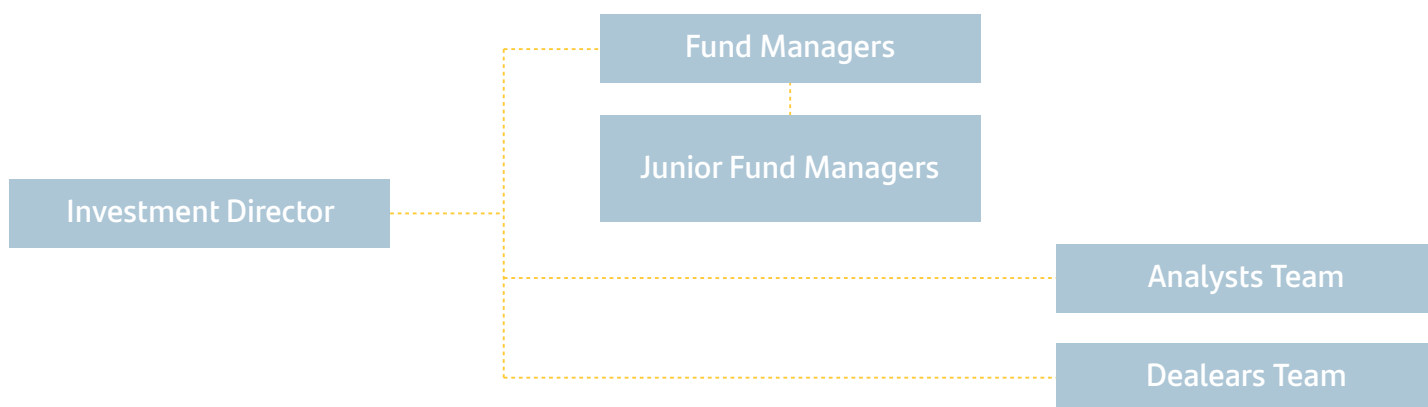 Fund Managers
Junior Fund Managers
Investment Director
Analysts Team
Dealears Team